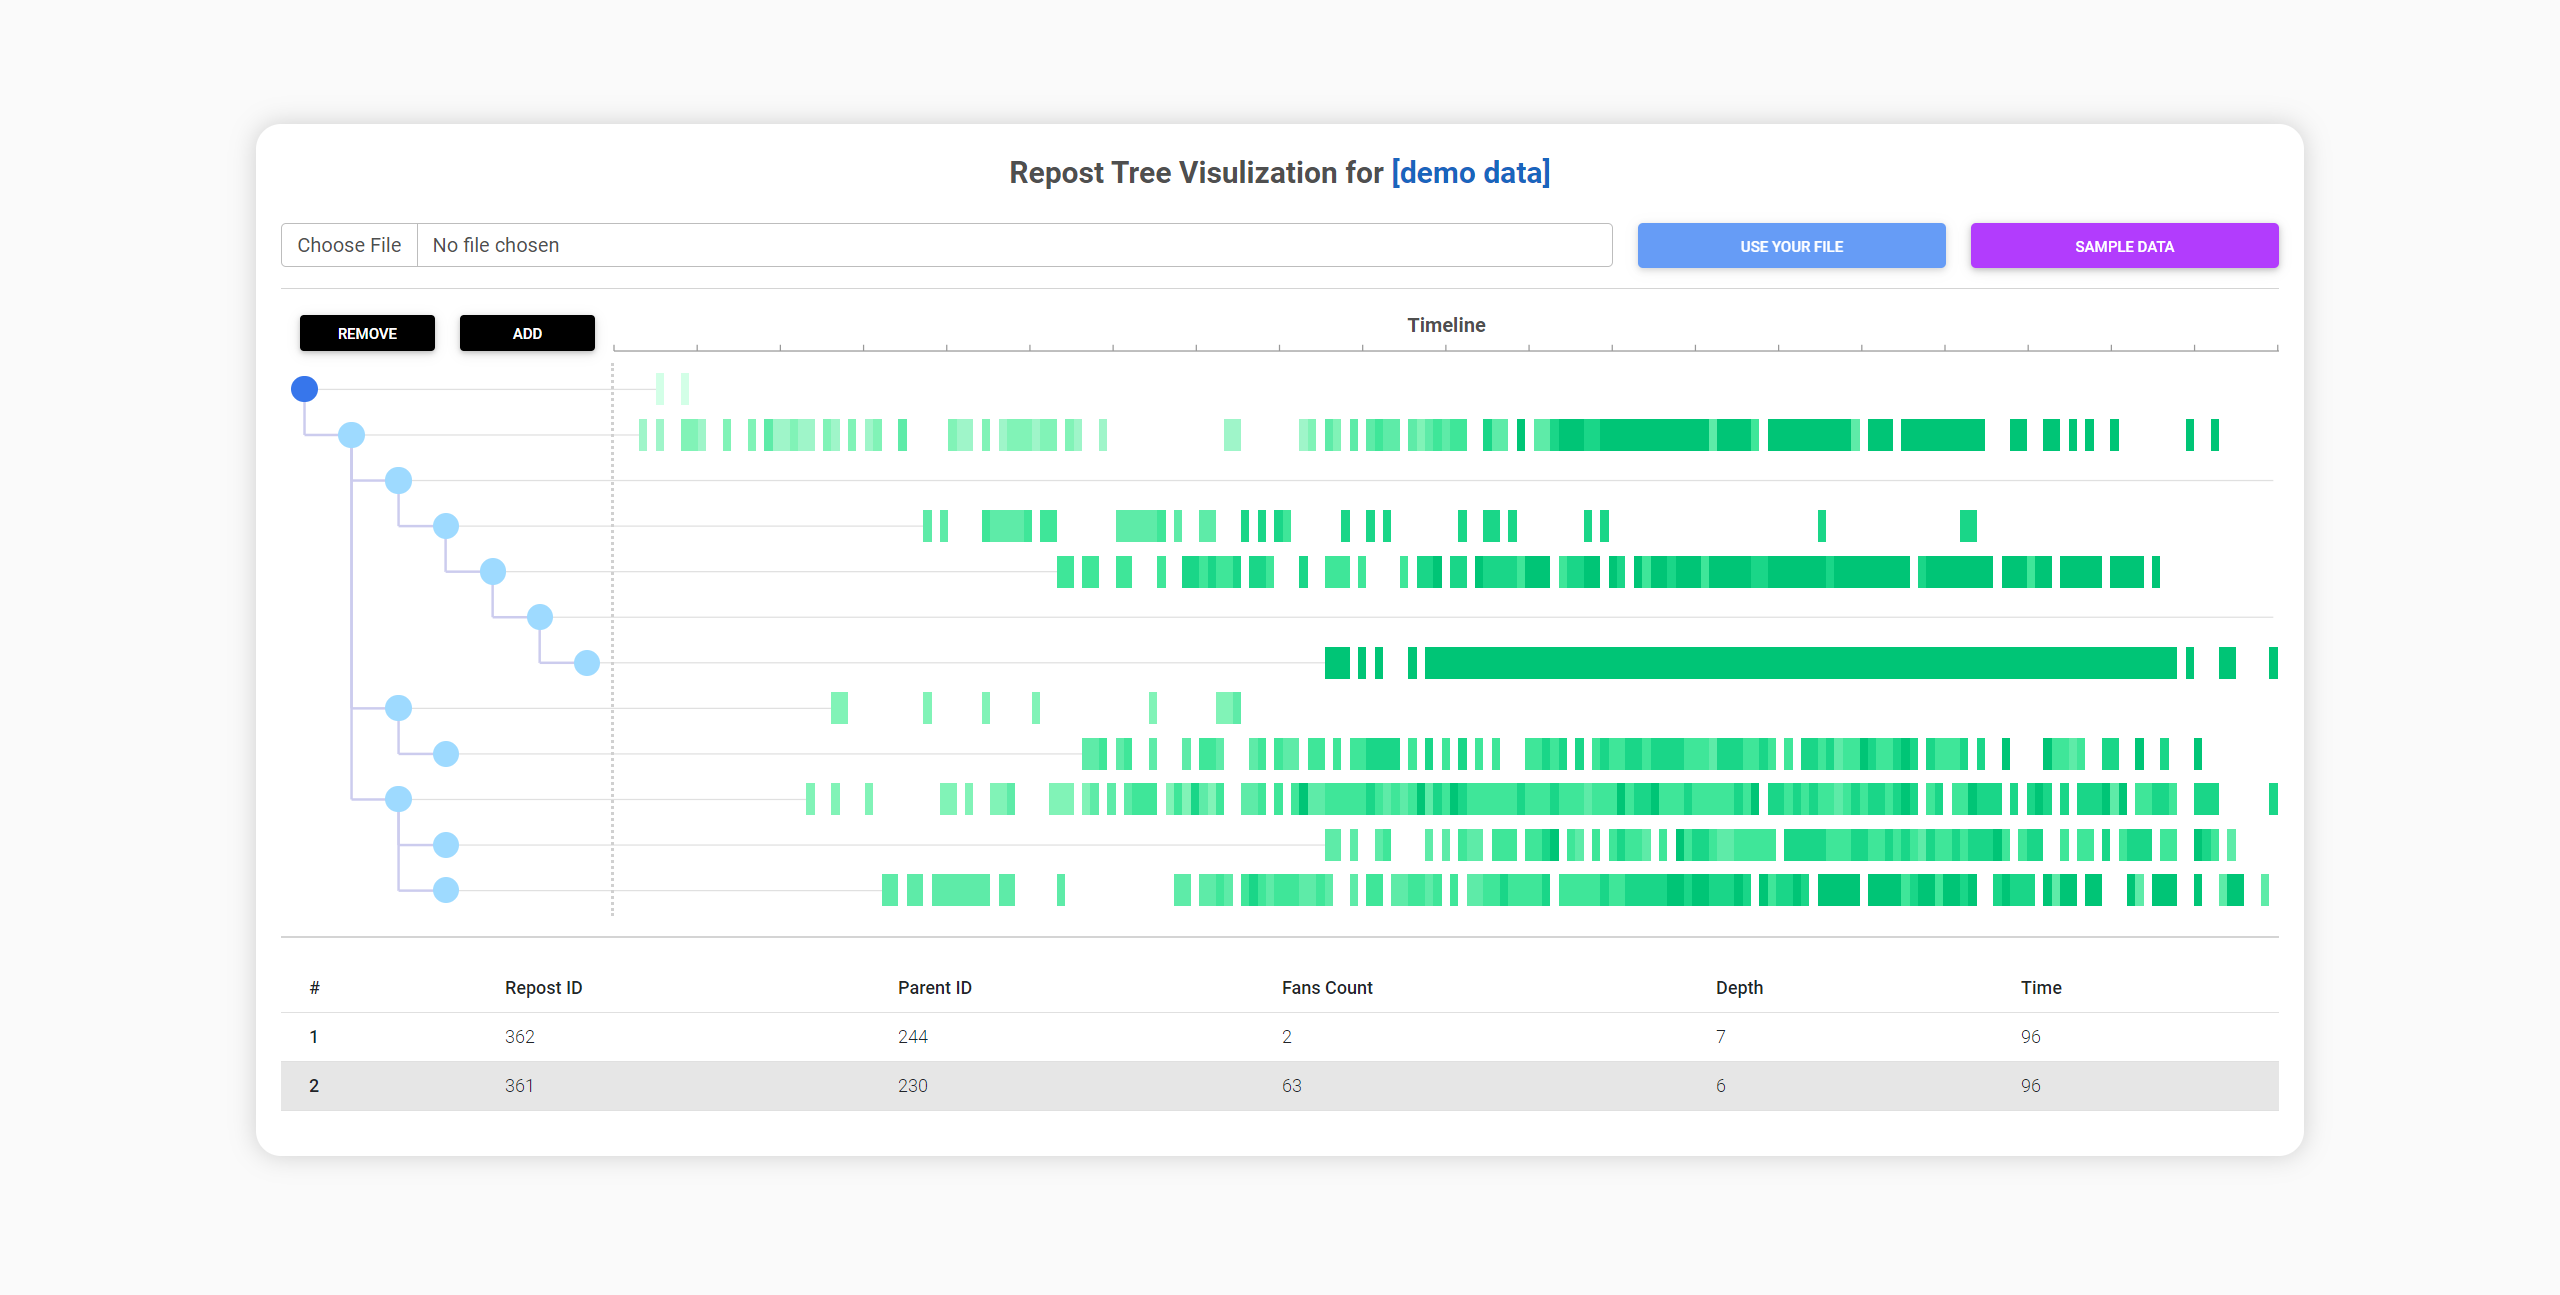 Repost Tree Visulization for [demo data]
Choose File No file chosen USE YOUR FILE SAMPLE DATA
REMOVE ADD Timeline
# Repost ID Parent ID Fans Count Depth Time
1 362 244 2 7 96
2 361 230 63 6 96